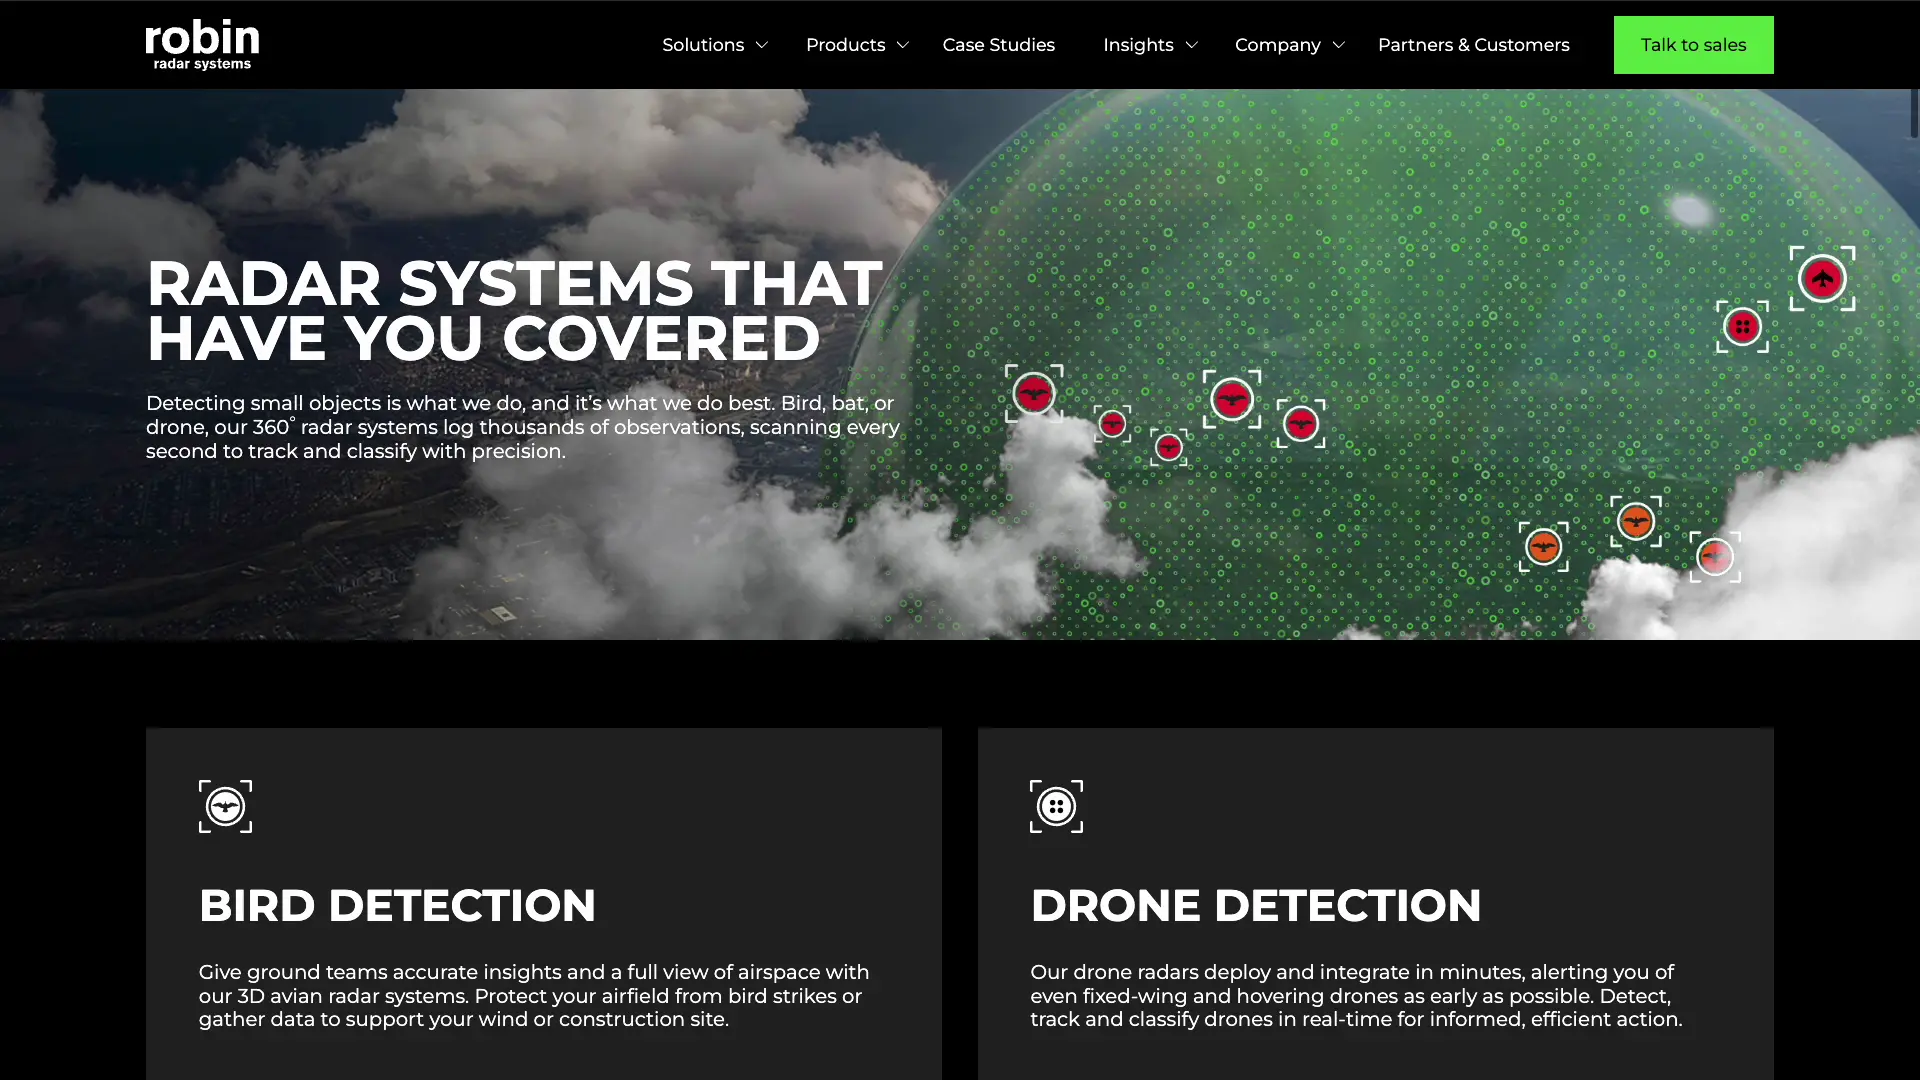 robin
radar systems
Solutions
Products
Case Studies
Insights
Company
Partners & Customers
Talk to sales
RADAR SYSTEMS THAT
HAVE YOU COVERED
Detecting small objects is what we do, and it’s what we do best. Bird, bat, or
drone, our 360° radar systems log thousands of observations, scanning every
second to track and classify with precision.
BIRD DETECTION
Give ground teams accurate insights and a full view of airspace with
our 3D avian radar systems. Protect your airfield from bird strikes or
gather data to support your wind or construction site.
DRONE DETECTION
Our drone radars deploy and integrate in minutes, alerting you of
even fixed-wing and hovering drones as early as possible. Detect,
track and classify drones in real-time for informed, efficient action.